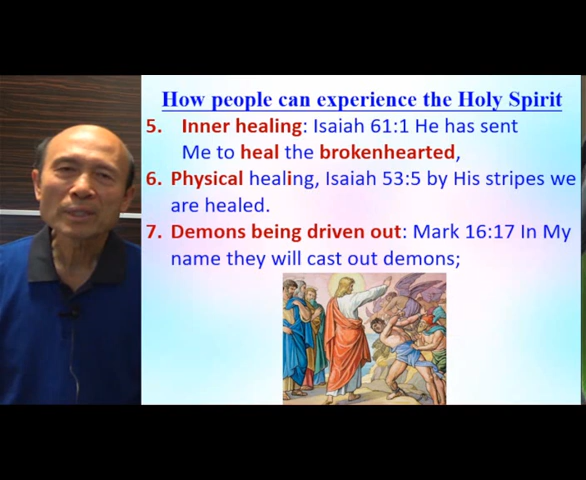 How people can experience the Holy Spirit
5. Inner healing: Isaiah 61:1 He has sent
Me to heal the brokenhearted,
6. Physical healing, Isaiah 53:5 by His stripes we
are healed.
7. Demons being driven out: Mark 16:17 In My
name they will cast out demons;